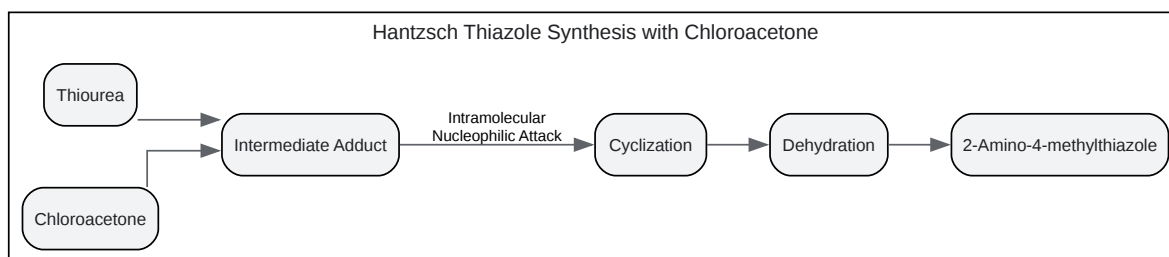 Hantzsch Thiazole Synthesis with Chloroacetone
Thiourea
Chloroacetone
Intermediate Adduct
Intramolecular
Nucleophilic Attack
Cyclization
Dehydration
2-Amino-4-methylthiazole